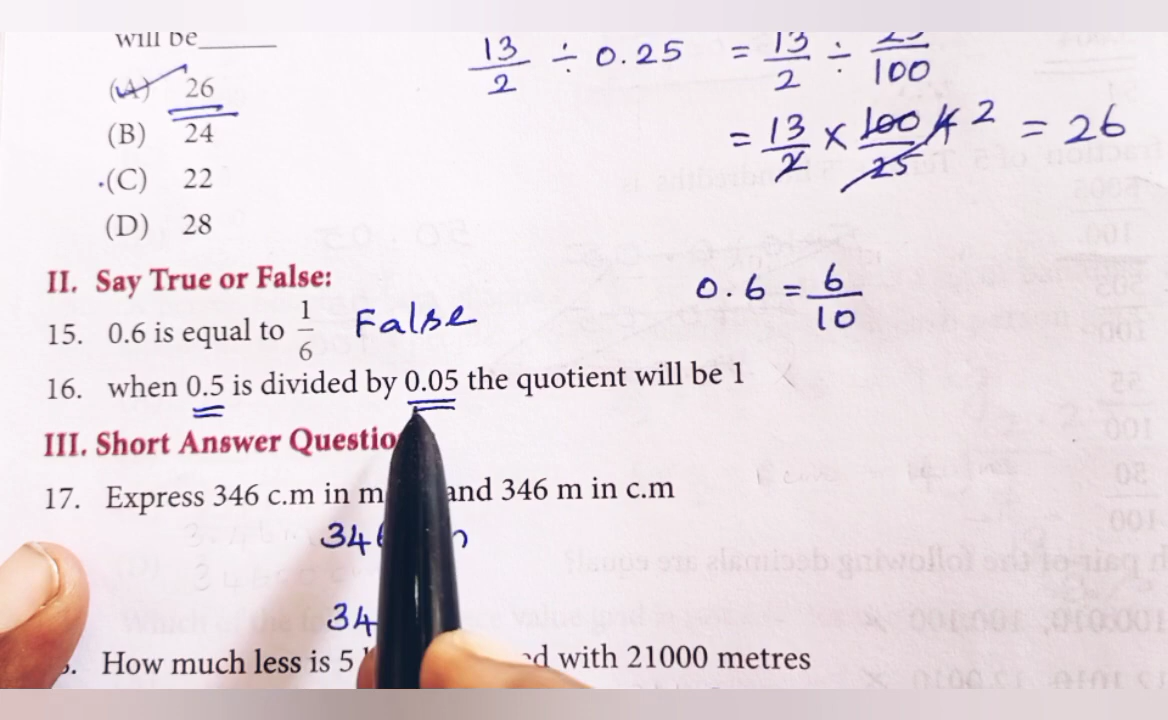 will be_____
13/2 ÷ 0.25 = 13/2 ÷ 25/100
(A) 26
= 13/2 × 100/25 4 2 = 26
(B) 24
(C) 22
(D) 28
II. Say True or False:
0.6 = 6/10
15. 0.6 is equal to 1/6 False
16. when 0.5 is divided by 0.05 the quotient will be 1
III. Short Answer
17. Express 346 c.m in and 346 m in c.m
How much less is 5 with 21000 metres